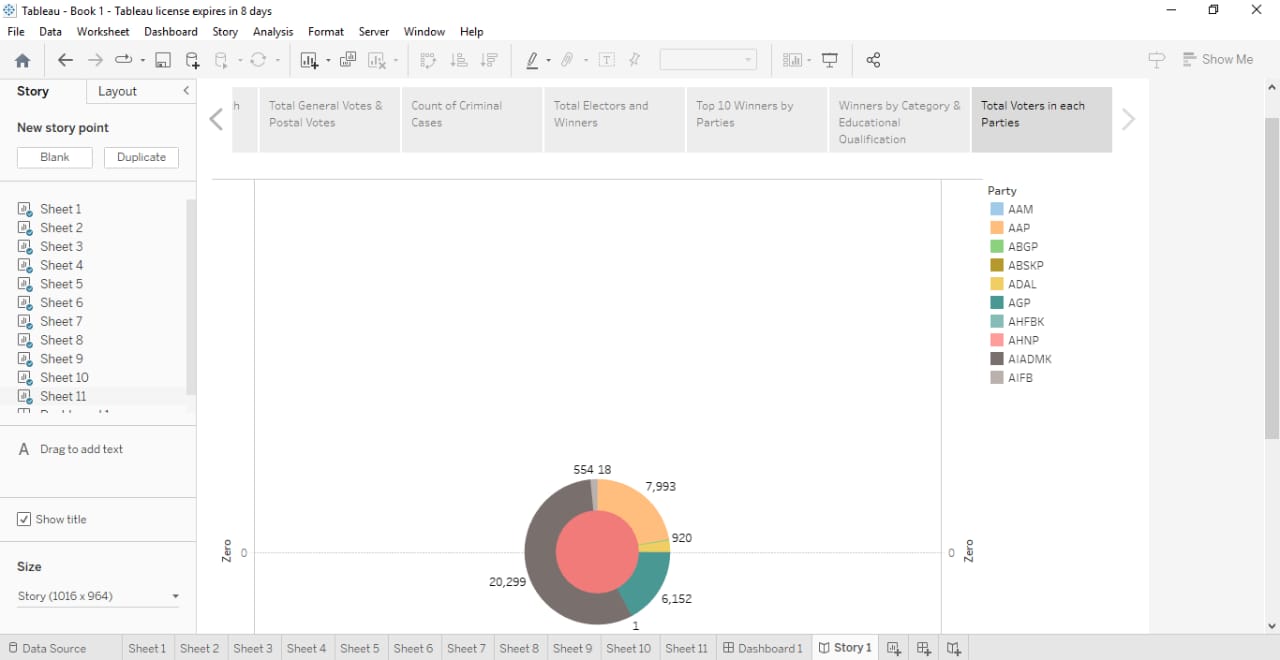 Tableau - Book 1 - Tableau license expires in 8 days
File Data Worksheet Dashboard Story Analysis Format Server Window Help
Show Me
Story Layout
New story point
Blank Duplicate
Sheet 1
Sheet 2
Sheet 3
Sheet 4
Sheet 5
Sheet 6
Sheet 7
Sheet 8
Sheet 9
Sheet 10
Sheet 11
A Drag to add text
Show title
Size
Story (1016 x 964)
h
Total General Votes &
Postal Votes
Count of Criminal
Cases
Total Electors and
Winners
Top 10 Winners by
Parties
Winners by Category &
Educational
Qualification
Total Voters in each
Parties
554 18
7,993
920
Zero 0
0 Zero
20,299
6,152
1
Party
AAM
AAP
ABGP
ABSKP
ADAL
AGP
AHFBK
AHNP
AIADMK
AIFB
Data Source Sheet 1 Sheet 2 Sheet 3 Sheet 4 Sheet 5 Sheet 6 Sheet 7 Sheet 8 Sheet 9 Sheet 10 Sheet 11 Dashboard 1 Story 1